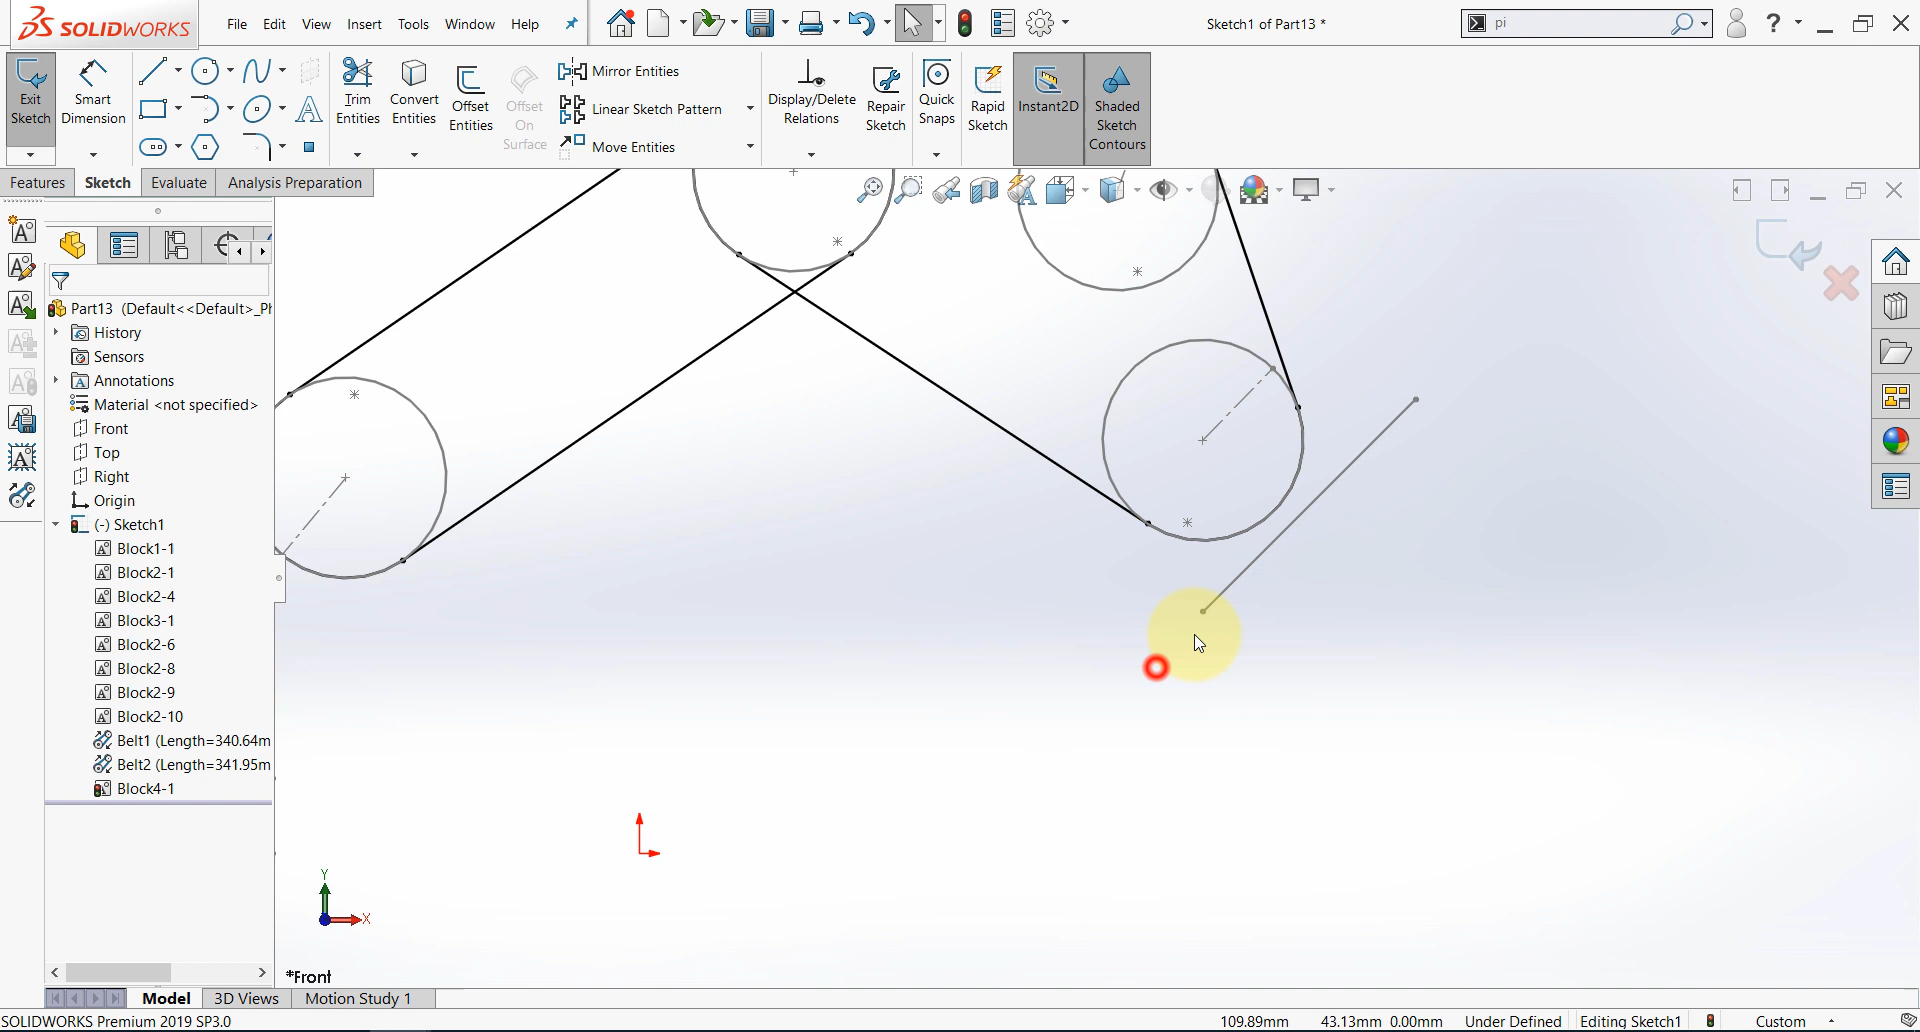 SOLIDWORKS
File Edit View Insert Tools Window Help
Sketch1 of Part13 *
pi
?
Exit Sketch
Smart Dimension
Trim Entities
Convert Entities
Offset Entities
Offset On Surface
Mirror Entities
Linear Sketch Pattern
Move Entities
Display/Delete Relations
Repair Sketch
Quick Snaps
Rapid Sketch
Instant2D
Shaded Sketch Contours
Features Sketch Evaluate Analysis Preparation
Part13 (Default<<Default>_Ph
History
Sensors
Annotations
Material <not specified>
Front
Top
Right
Origin
(-) Sketch1
Block1-1
Block2-1
Block2-4
Block3-1
Block2-6
Block2-8
Block2-9
Block2-10
Belt1 (Length=340.64m
Belt2 (Length=341.95m
Block4-1
Y
X
*Front
Model 3D Views Motion Study 1
SOLIDWORKS Premium 2019 SP3.0
109.89mm 43.13mm 0.00mm Under Defined Editing Sketch1 Custom